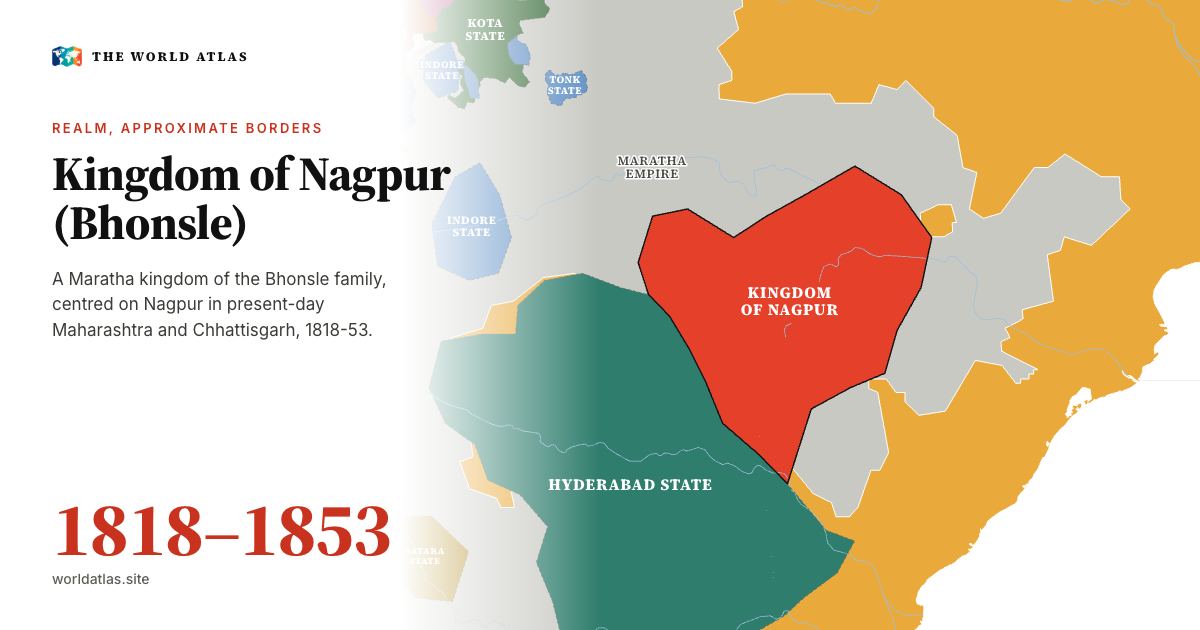 THE WORLD ATLAS
REALM, APPROXIMATE BORDERS
Kingdom of Nagpur
(Bhonsle)
A Maratha kingdom of the Bhonsle family,
centred on Nagpur in present-day
Maharashtra and Chhattisgarh, 1818-53.
1818–1853
worldatlas.site
KOTA
STATE
INDORE
STATE
TONK
STATE
MARATHA
EMPIRE
INDORE
STATE
KINGDOM
OF NAGPUR
HYDERABAD STATE
SATARA
STATE